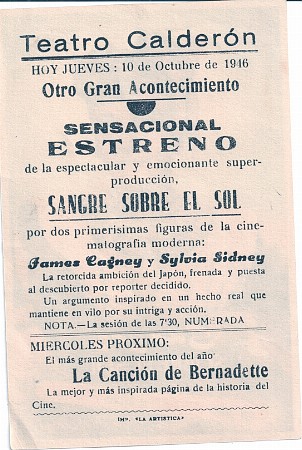 Teatro Calderón
HOY JUEVES: 10 de Octubre de 1946
Otro Gran Acontecimiento
SENSACIONAL
ESTRENO
de la espectacular y emocionante super-
producción,
SANGRE SOBRE EL SOL
por dos primerisimas figuras de la cine-
matografia moderna:
James Cagney y Sylvia Sidney
La retorcida ambición del Japón, frenada y puesta
al descubierto por reporter decidido.
Un argumento inspirado en un hecho real que
mantiene en vilo por su intriga y acción.
NOTA.—La sesión de las 7'30, NUMERADA
MIERCOLES PROXIMO:
El más grande acontecimiento del año
La Canción de Bernadette
La mejor y más inspirada página de la historia del
Cine.
IMP. «LA ARTISTICA»